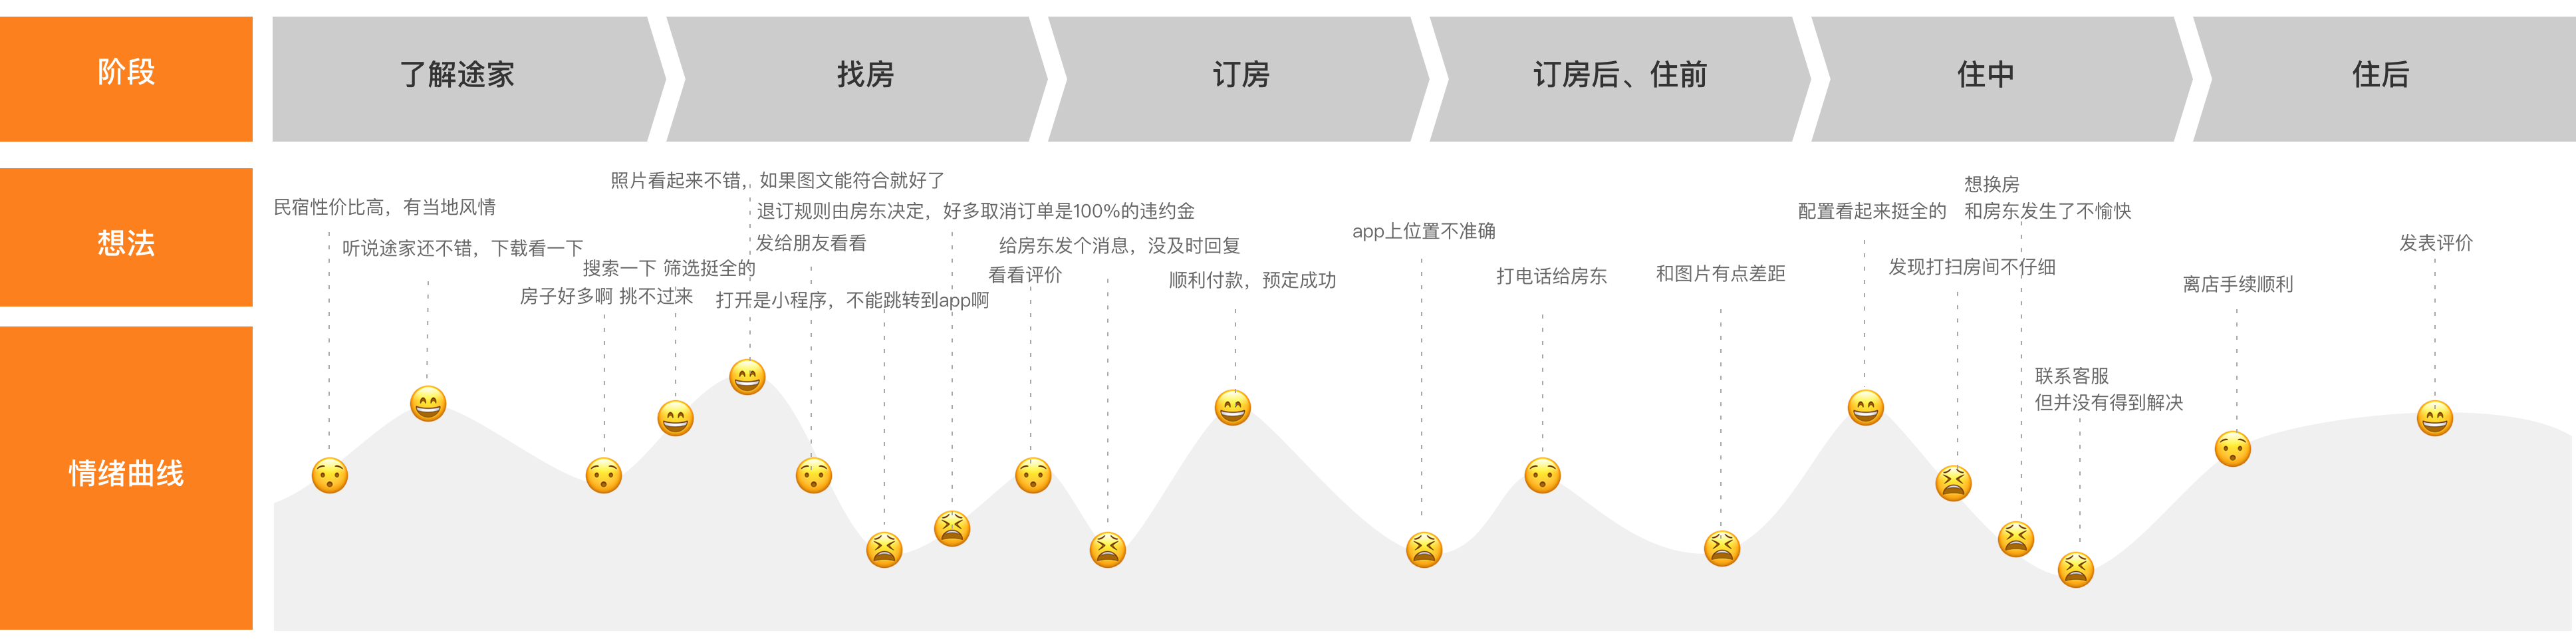 阶段
了解途家
找房
订房
订房后、住前
住中
住后
想法
民宿性价比高，有当地风情
听说途家还不错，下载看一下
房子好多啊 挑不过来
搜索一下 筛选挺全的
照片看起来不错，如果图文能符合就好了
发给朋友看看
打开是小程序，不能跳转到app啊
退订规则由房东决定，好多取消订单是100%的违约金
看看评价
给房东发个消息，没及时回复
顺利付款，预定成功
app上位置不准确
打电话给房东
和图片有点差距
配置看起来挺全的
发现打扫房间不仔细
想换房
和房东发生了不愉快
联系客服
但并没有得到解决
离店手续顺利
发表评价
情绪曲线